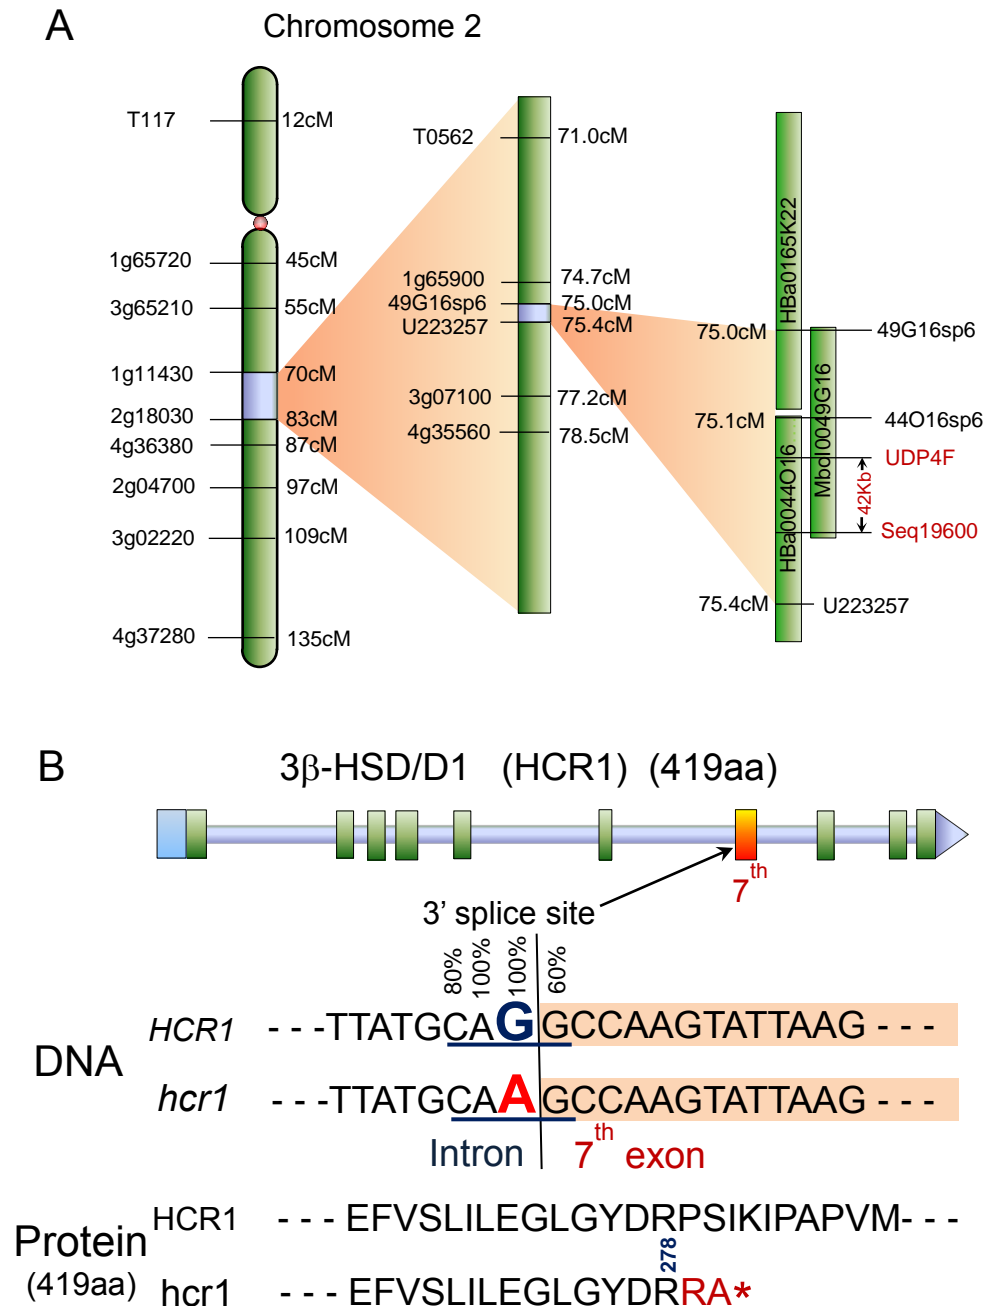 A
Chromosome 2
T117 12cM
1g65720 45cM
3g65210 55cM
1g11430 70cM
2g18030 83cM
4g36380 87cM
2g04700 97cM
3g02220 109cM
4g37280 135cM
T0562 71.0cM
1g65900 74.7cM
49G16sp6 75.0cM
U223257 75.4cM
3g07100 77.2cM
4g35560 78.5cM
HBa0165K22
75.0cM 49G16sp6
MboI0049G16
75.1cM 44O16sp6
HBa0044O16
UDP4F
42Kb
Seq19600
75.4cM U223257
B
3β-HSD/D1 (HCR1) (419aa)
7th
3’ splice site
80% 100% 100% 60%
DNA
HCR1 - - -TTATGCAGGCCAAGTATTAAG - - -
hcr1 - - -TTATGCAAGCCAAGTATTAAG - - -
Intron 7th exon
Protein
(419aa)
HCR1 - - - EFVSLILEGLGYDRPSIKIPAPVM- - -
278
hcr1 - - - EFVSLILEGLGYDRRA*